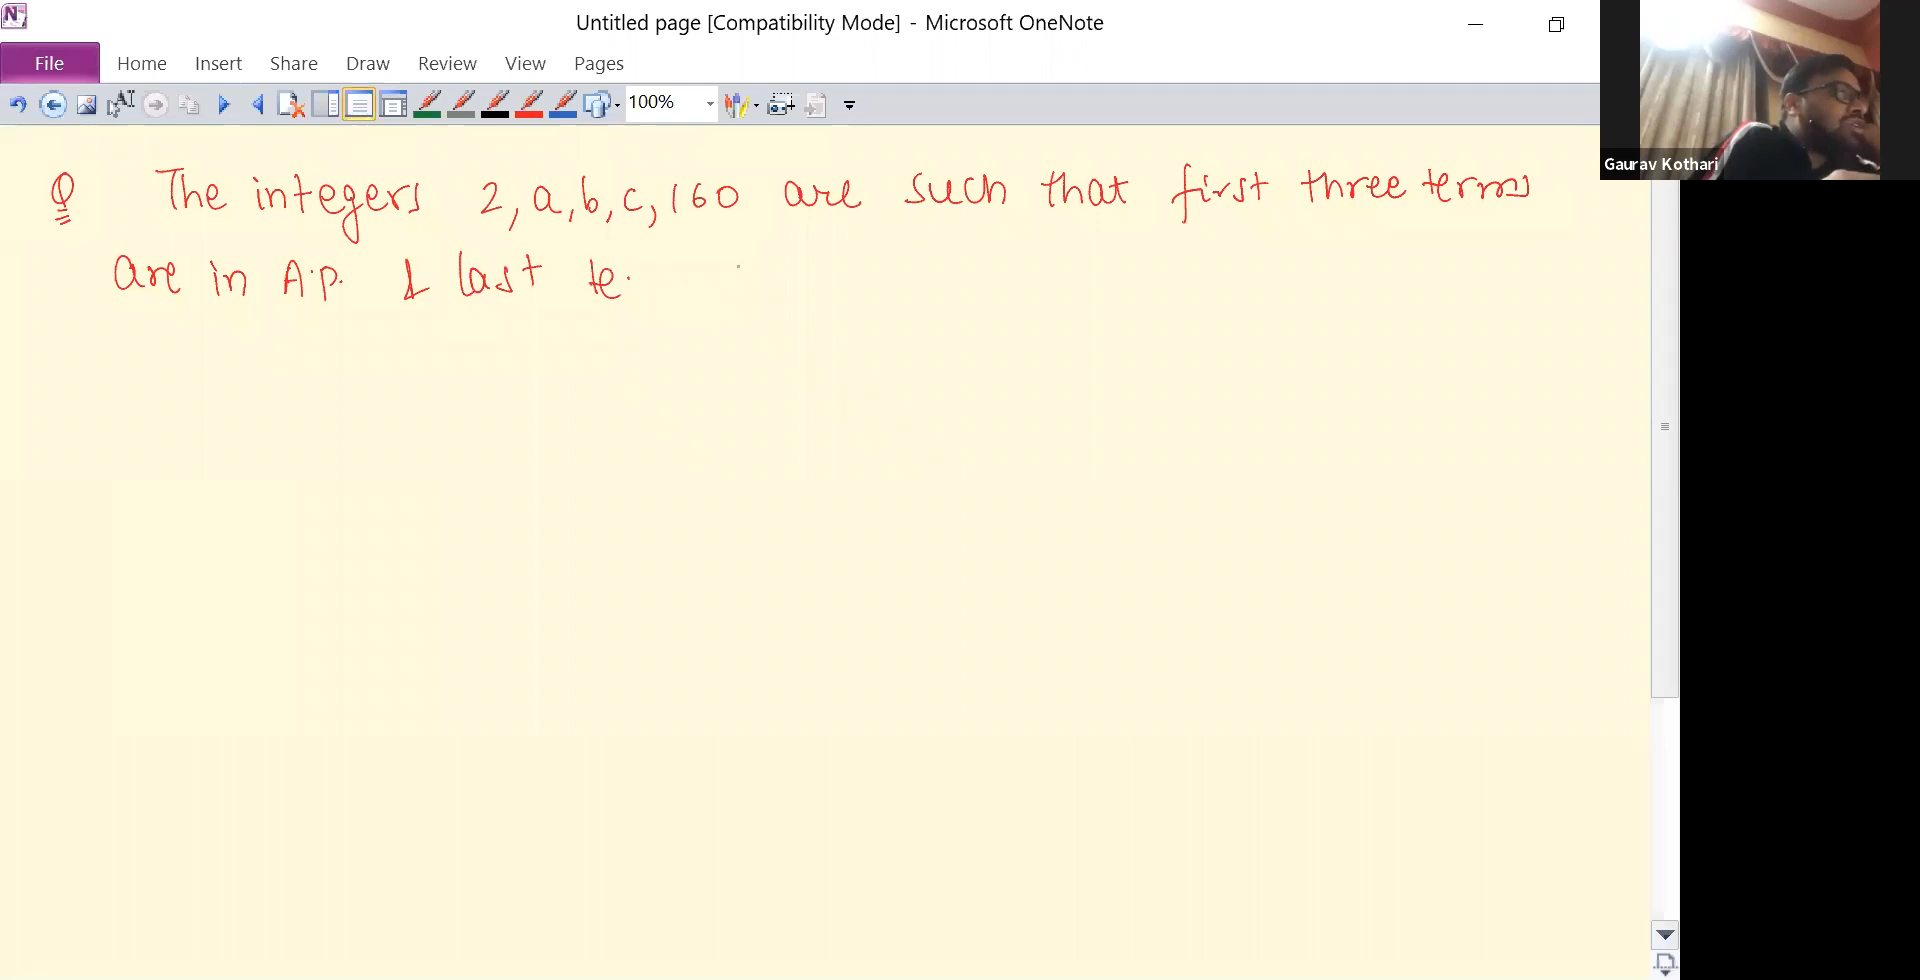 Untitled page [Compatibility Mode] - Microsoft OneNote
File Home Insert Share Draw Review View Pages
100%
Gaurav Kothari
Q The integers 2, a, b, c, 160 are such that first three terms
are in A.P. & last te.